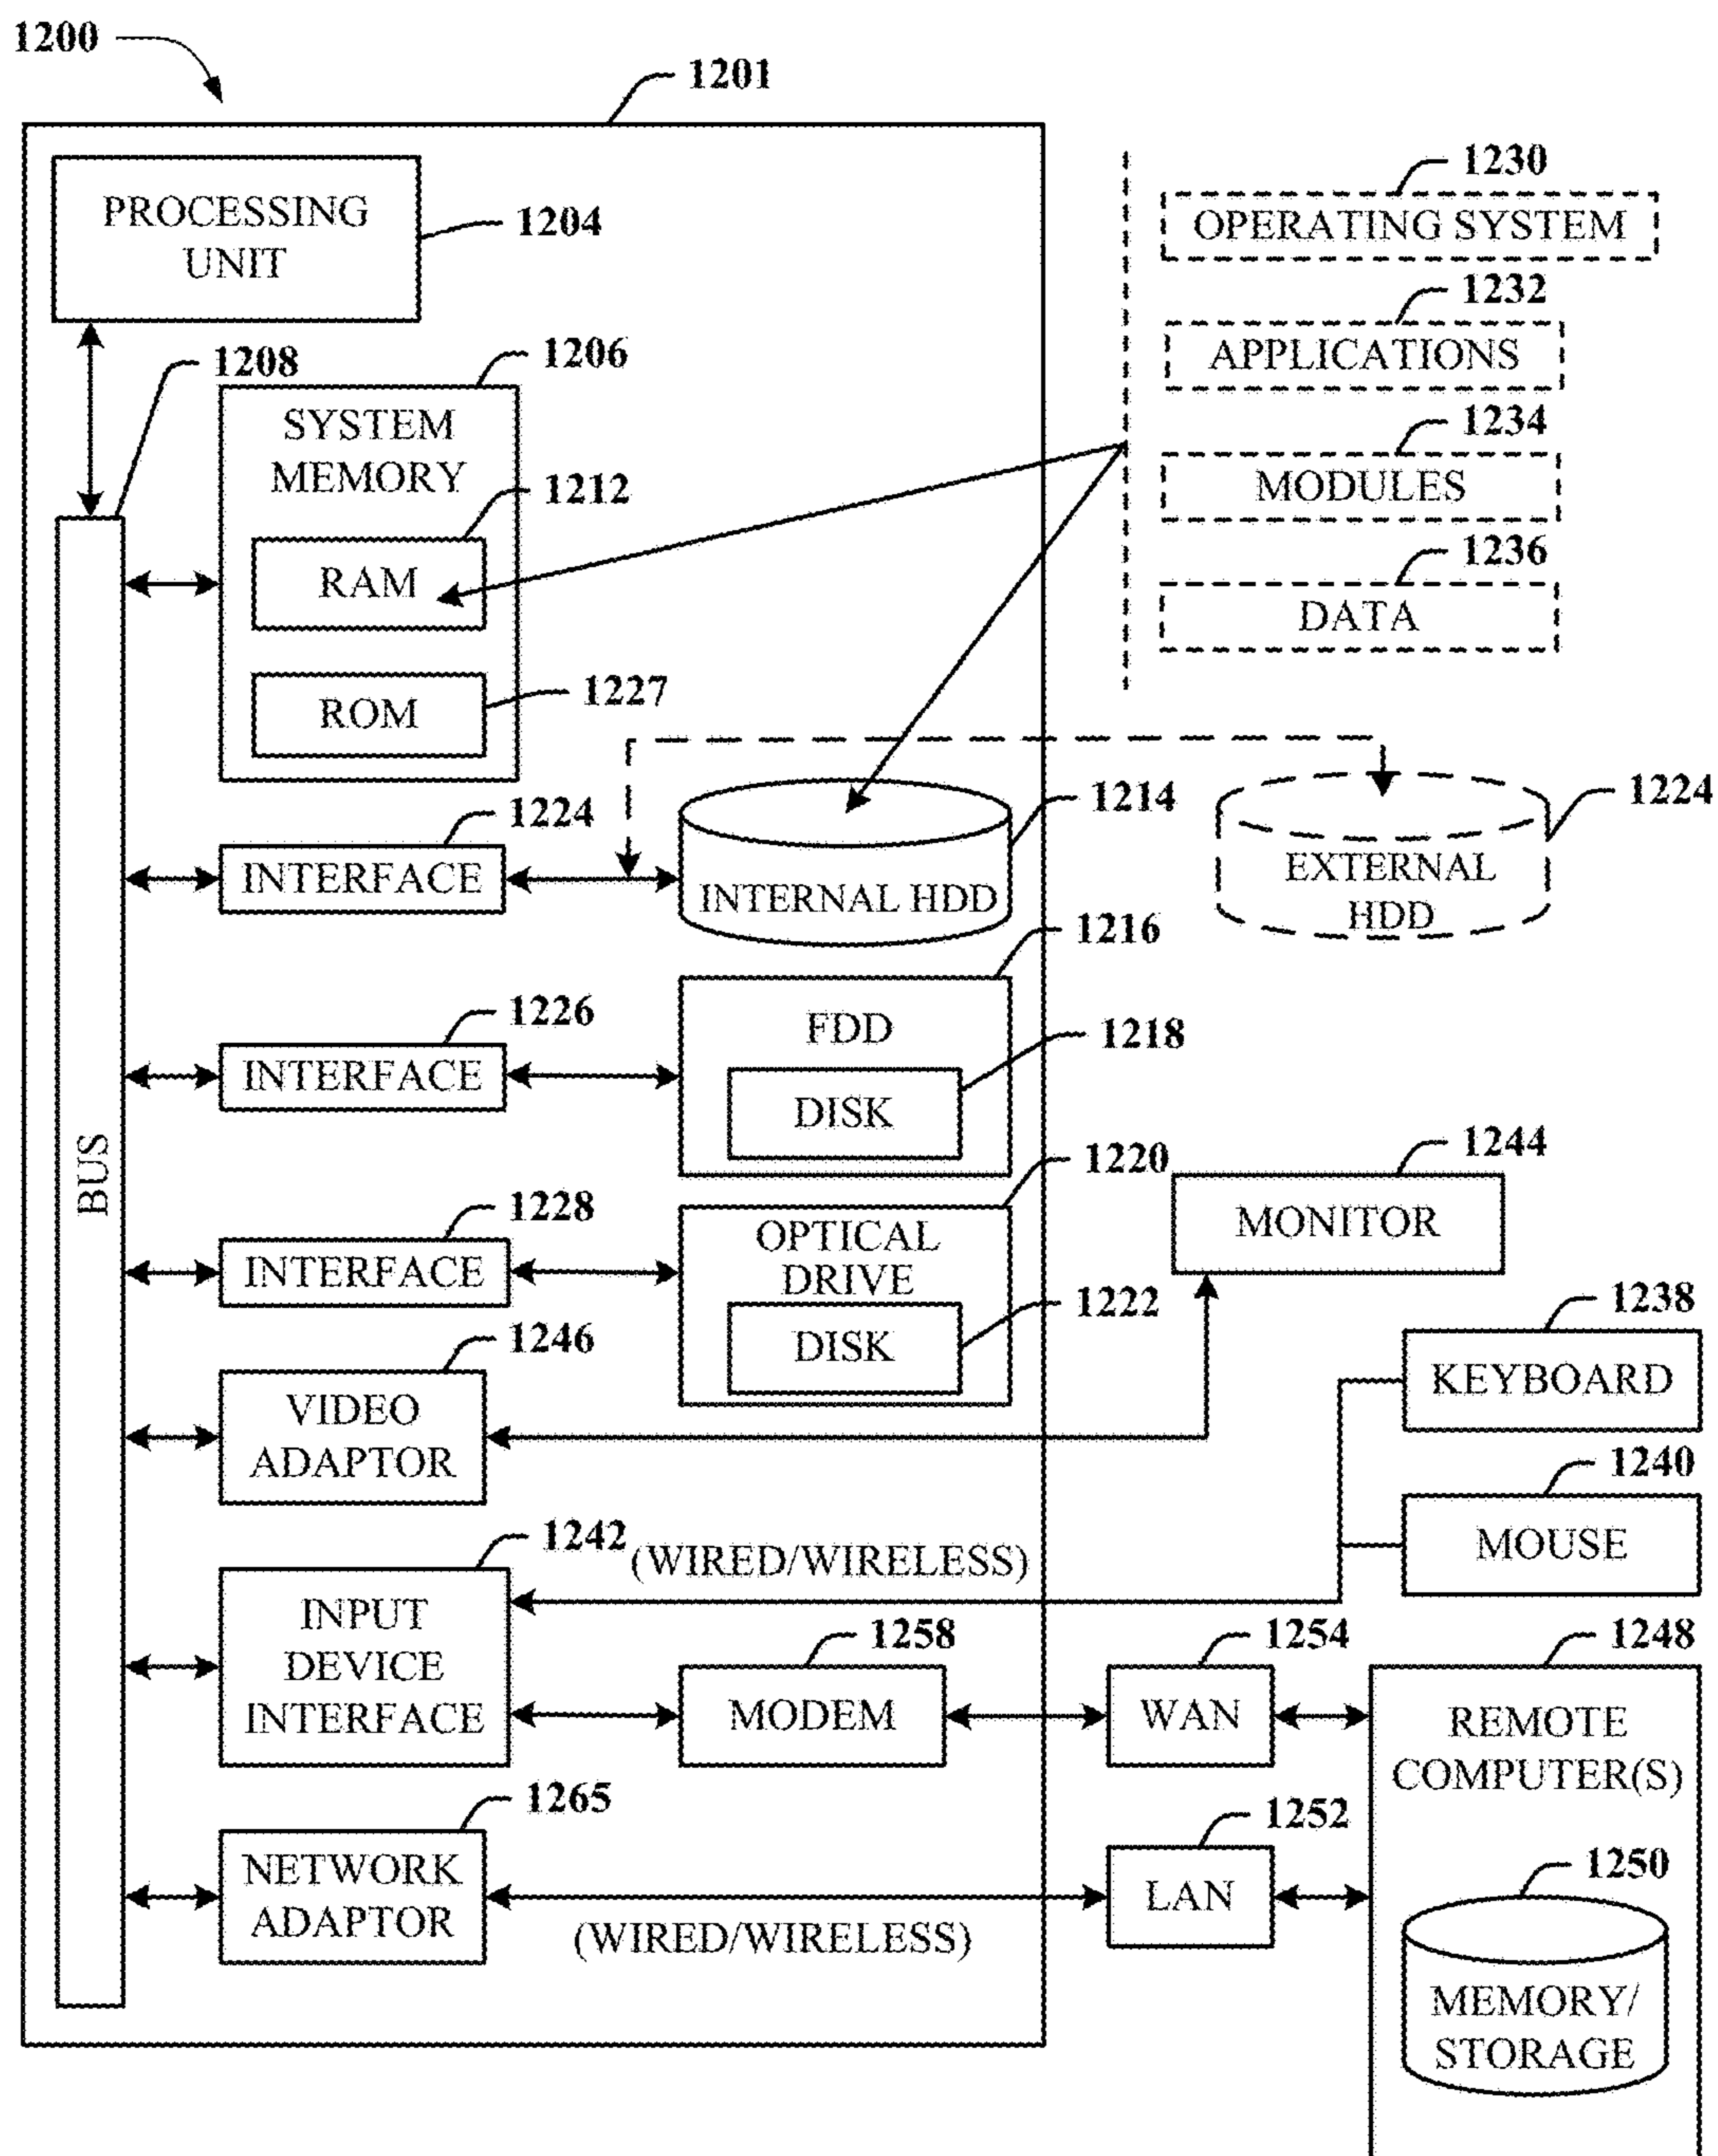 1200
1201
PROCESSING
UNIT
1204
1230
OPERATING SYSTEM
1232
APPLICATIONS
1234
MODULES
1236
DATA
1208
1206
SYSTEM
MEMORY
1212
RAM
1227
ROM
1224
INTERFACE
1214
INTERNAL HDD
1224
EXTERNAL
HDD
1226
INTERFACE
1216
FDD
1218
DISK
BUS
1228
INTERFACE
1220
OPTICAL
DRIVE
1222
DISK
1244
MONITOR
1246
VIDEO
ADAPTOR
1238
KEYBOARD
1240
MOUSE
1242
(WIRED/WIRELESS)
INPUT
DEVICE
INTERFACE
1258
MODEM
1254
WAN
1248
REMOTE
COMPUTER(S)
1265
NETWORK
ADAPTOR
(WIRED/WIRELESS)
1252
LAN
1250
MEMORY/
STORAGE